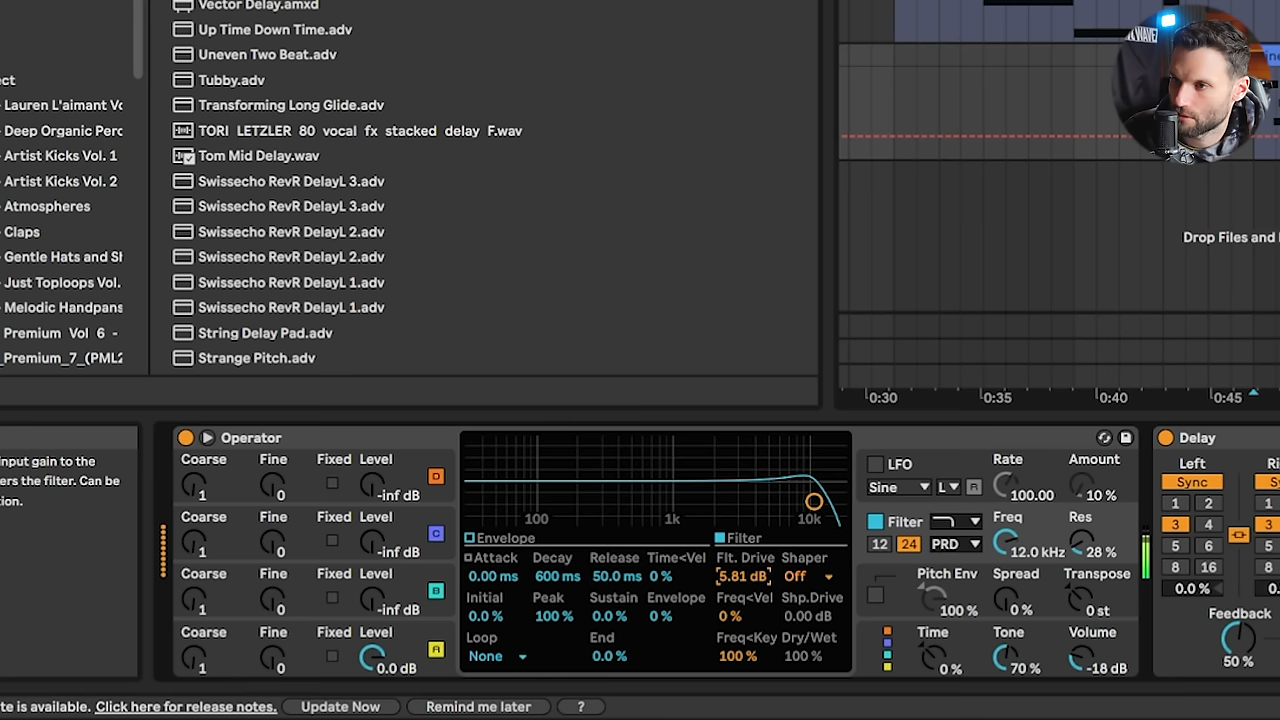 Vector Delay.amxd
Up Time Down Time.adv
Uneven Two Beat.adv
ect
Tubby.adv
Lauren L'aimant Vo
Transforming Long Glide.adv
Deep Organic Perc
TORI LETZLER 80 vocal fx stacked delay F.wav
Artist Kicks Vol. 1
Tom Mid Delay.wav
Artist Kicks Vol. 2
Swissecho RevR DelayL 3.adv
Atmospheres
Swissecho RevR DelayL 3.adv
Claps
Swissecho RevR DelayL 2.adv
Gentle Hats and Sh
Swissecho RevR DelayL 2.adv
Just Toploops Vol.
Swissecho RevR DelayL 1.adv
Melodic Handpans
Swissecho RevR DelayL 1.adv
Premium Vol 6 -
String Delay Pad.adv
_Premium_7_(PML2
Strange Pitch.adv
Drop Files and
0:30 0:35 0:40 0:45
input gain to the
ers the filter. Can be
tion.
Operator
Coarse Fine Fixed Level
1 0 -inf dB D
Coarse Fine Fixed Level
1 0 -inf dB C
Coarse Fine Fixed Level
1 0 -inf dB B
Coarse Fine Fixed Level
1 0 0.0 dB A
100 1k 10k
Envelope Filter
Attack Decay Release Time<Vel Flt. Drive Shaper
0.00 ms 600 ms 50.0 ms 0 % 5.81 dB Off
Initial Peak Sustain Envelope Freq<Vel Shp.Drive
0.0 % 100 % 0.0 % 0 % 0 % 0.00 dB
Loop End Freq<Key Dry/Wet
None 0.0 % 100 % 100 %
LFO Rate Amount
Sine L R 100.00 10 %
Filter Freq Res
12 24 PRD 12.0 kHz 28 %
Pitch Env Spread Transpose
100 % 0 % 0 st
Time Tone Volume
0 % 70 % -18 dB
Delay
Left Ri
Sync Sy
1 2 1
3 4 3
5 6 5
8 16 8
0.0 % 0.0
Feedback
50 %
te is available. Click here for release notes. Update Now Remind me later ?